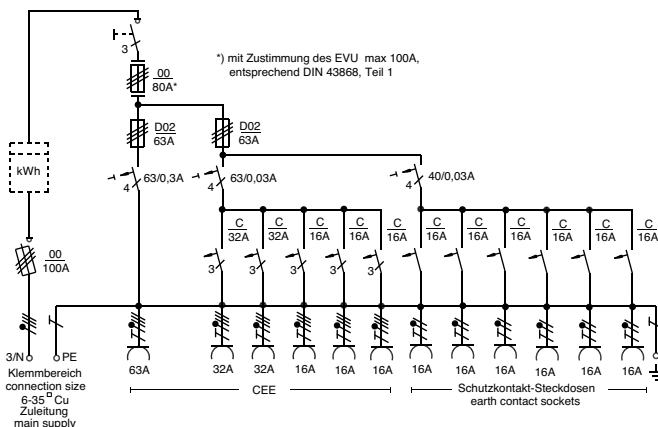 *) mit Zustimmung des EVU max 100A,
entsprechend DIN 43868, Teil 1
3
00
80A*
D02
63A
D02
63A
kWh
4
63/0,3A
4
63/0,03A
4
40/0,03A
00
100A
C
32A
C
32A
C
16A
C
16A
C
16A
C
16A
C
16A
C
16A
C
16A
C
16A
C
16A
3
3
3
3
3
3/N
PE
63A
32A
32A
16A
16A
16A
16A
16A
16A
16A
16A
16A
Klemmbereich
connection size
6-35□ Cu
Zuleitung
main supply
CEE
Schutzkontakt-Steckdosen
earth contact sockets